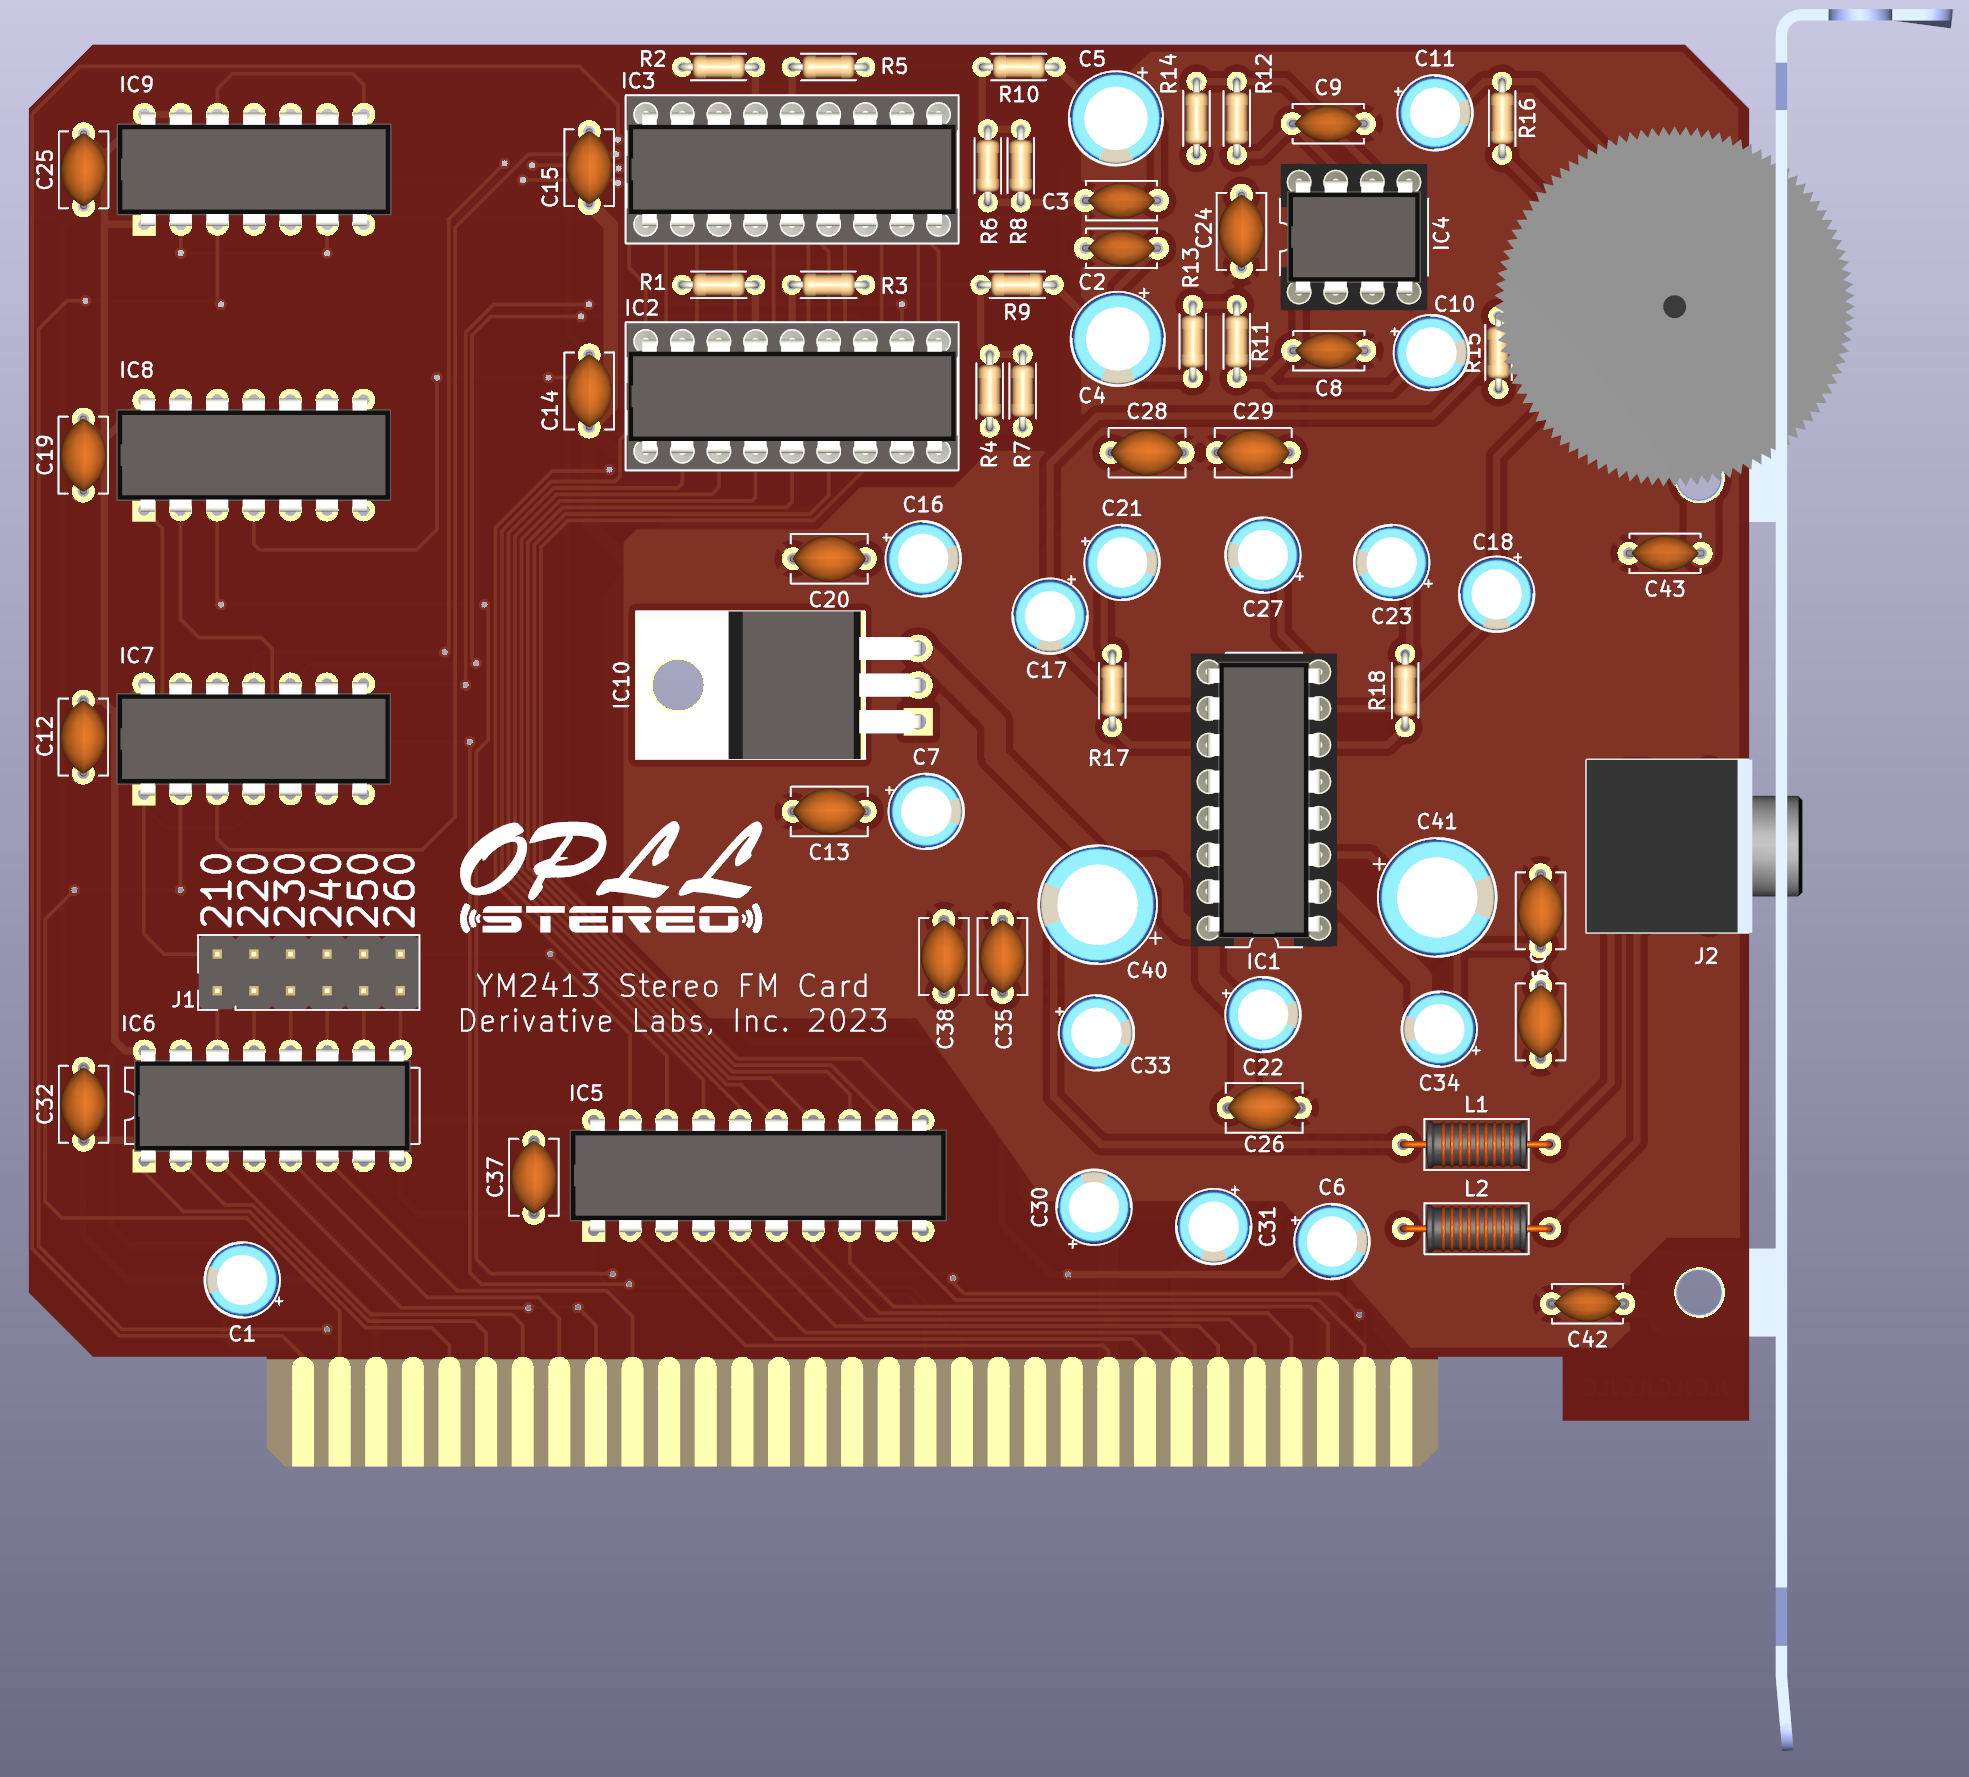 IC9
R2
R5
IC3
R10
C5
R14
R12
C9
C11
R16
C25
C15
C3
R6
R8
C24
R13
IC4
R1
R3
IC2
R9
C2
C10
IC8
C4
R11
C8
R15
C19
C14
R4
R7
C28
C29
C16
C21
C18
C20
C27
C23
C43
IC7
IC10
C17
R18
C12
R17
C7
C41
C13
210
220
230
240
250
260
OPLL
STEREO
J1
YM2413 Stereo FM Card
Derivative Labs, Inc. 2023
C38
C35
C40
IC1
J2
IC6
C33
C22
C34
C32
IC5
C26
L1
C37
C30
C31
C6
L2
C1
C42